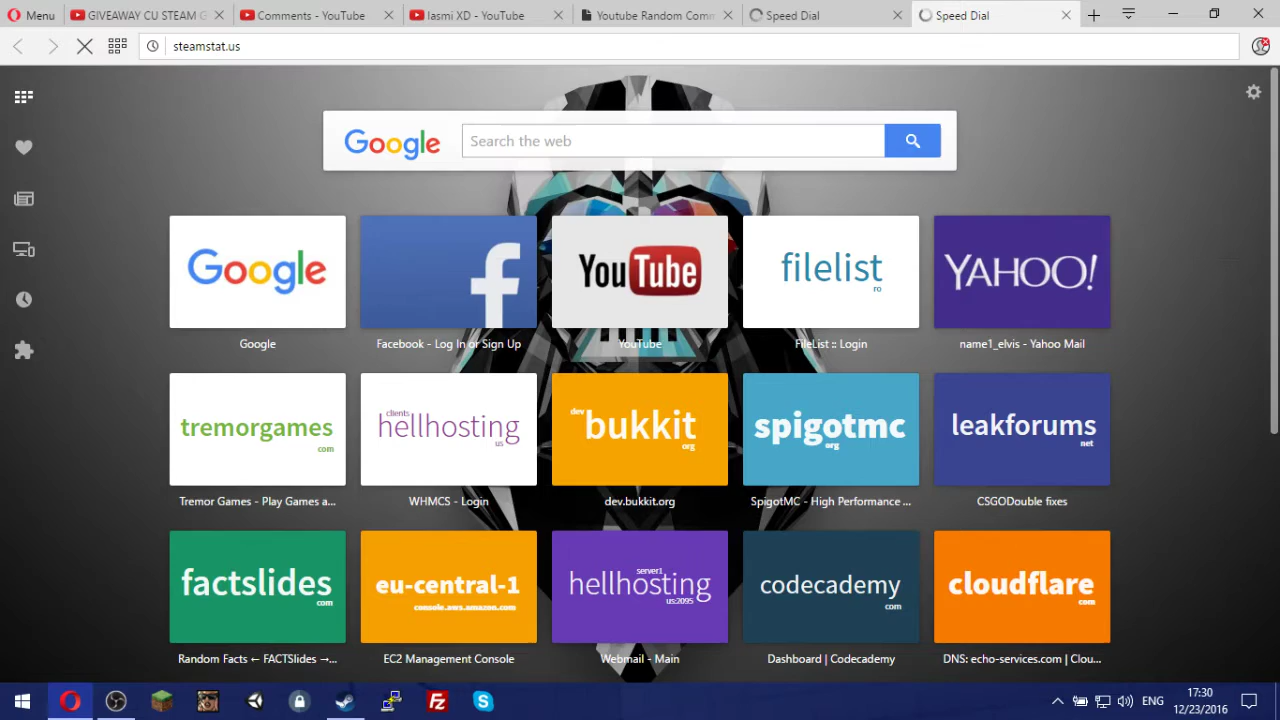 Menu
GIVEAWAY CU STEAM G
Comments - YouTube
Iasmi XD - YouTube
Youtube Random Comm
Speed Dial
Speed Dial
steamstat.us
Google
Search the web
Google
f
YouTube
filelist
ro
YAHOO!
Google
Facebook - Log In or Sign Up
YouTube
FileList :: Login
name1_elvis - Yahoo Mail
tremorgames
com
clients
hellhosting
us
dev
bukkit
org
spigotmc
org
leakforums
net
Tremor Games - Play Games a...
WHMCS - Login
dev.bukkit.org
SpigotMC - High Performance ...
CSGODouble fixes
factslides
com
eu-central-1
console.aws.amazon.com
server1
hellhosting
us:2095
codecademy
com
cloudflare
com
Random Facts ← FACTSlides →...
EC2 Management Console
Webmail - Main
Dashboard | Codecademy
DNS: echo-services.com | Clou...
Fz
S
ENG
17:30
12/23/2016